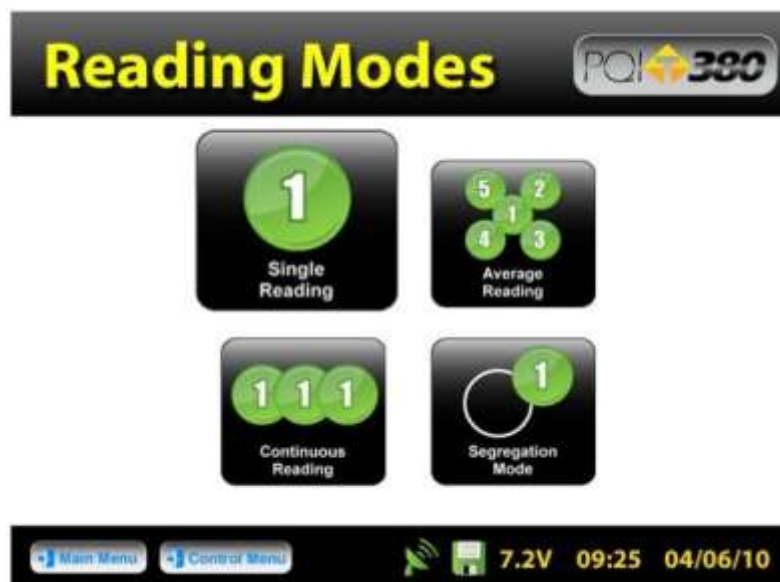 Reading Modes
PQI T 380
1
Single
Reading
5 2
1
4 3
Average
Reading
1 1 1
Continuous
Reading
1
Segregation
Mode
Main Menu Control Menu 7.2V 09:25 04/06/10